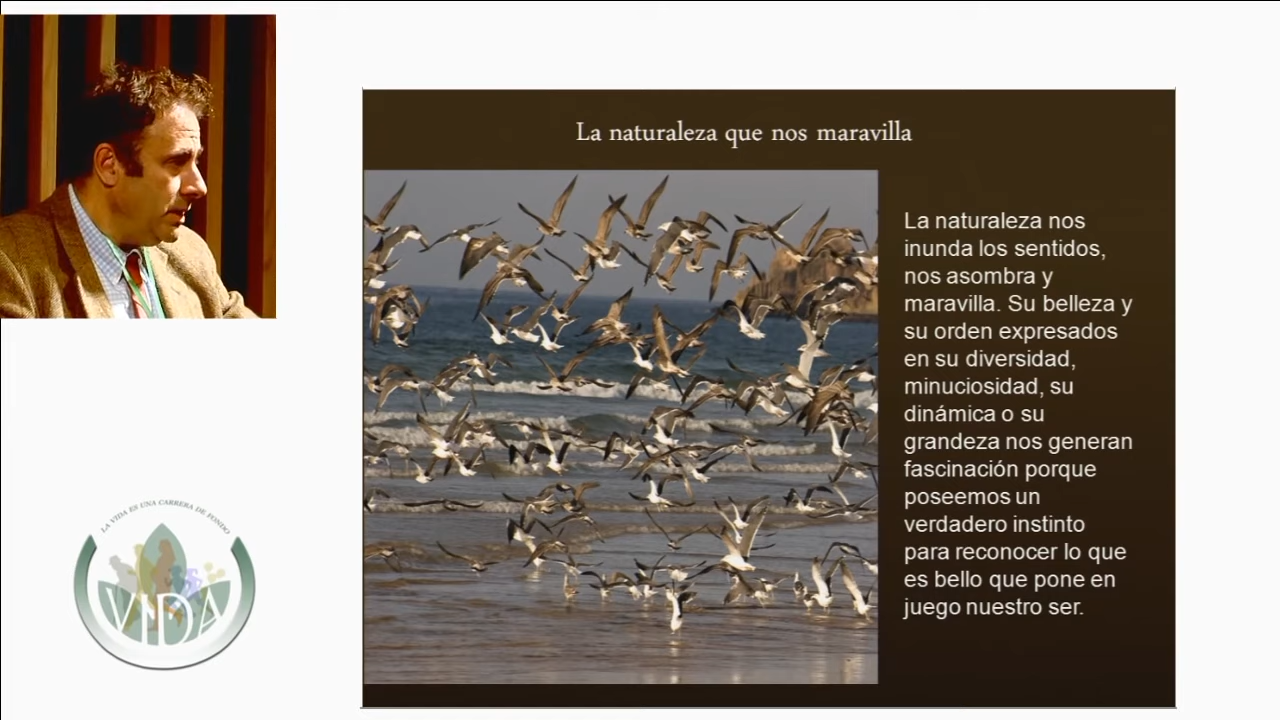 La naturaleza que nos maravilla
La naturaleza nos
inunda los sentidos,
nos asombra y
maravilla. Su belleza y
su orden expresados
en su diversidad,
minuciosidad, su
dinámica o su
grandeza nos generan
fascinación porque
poseemos un
verdadero instinto
para reconocer lo que
es bello que pone en
juego nuestro ser.
LA VIDA ES UNA CARRERA DE FONDO
VIDA